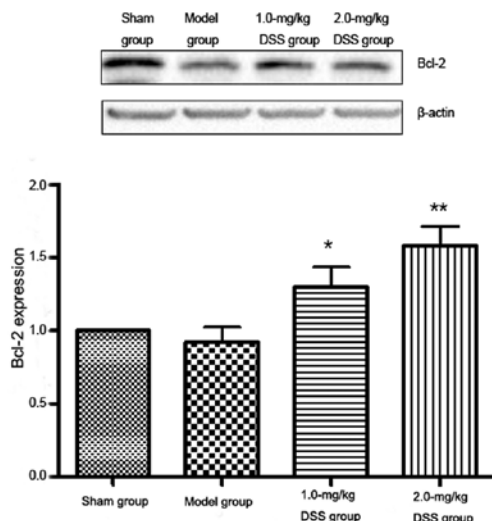 Sham group
Model group
1.0-mg/kg DSS group
2.0-mg/kg DSS group
Bcl-2
β-actin
Bcl-2 expression
2.0
1.5
1.0
0.5
0.0
*
**
Sham group
Model group
1.0-mg/kg DSS group
2.0-mg/kg DSS group